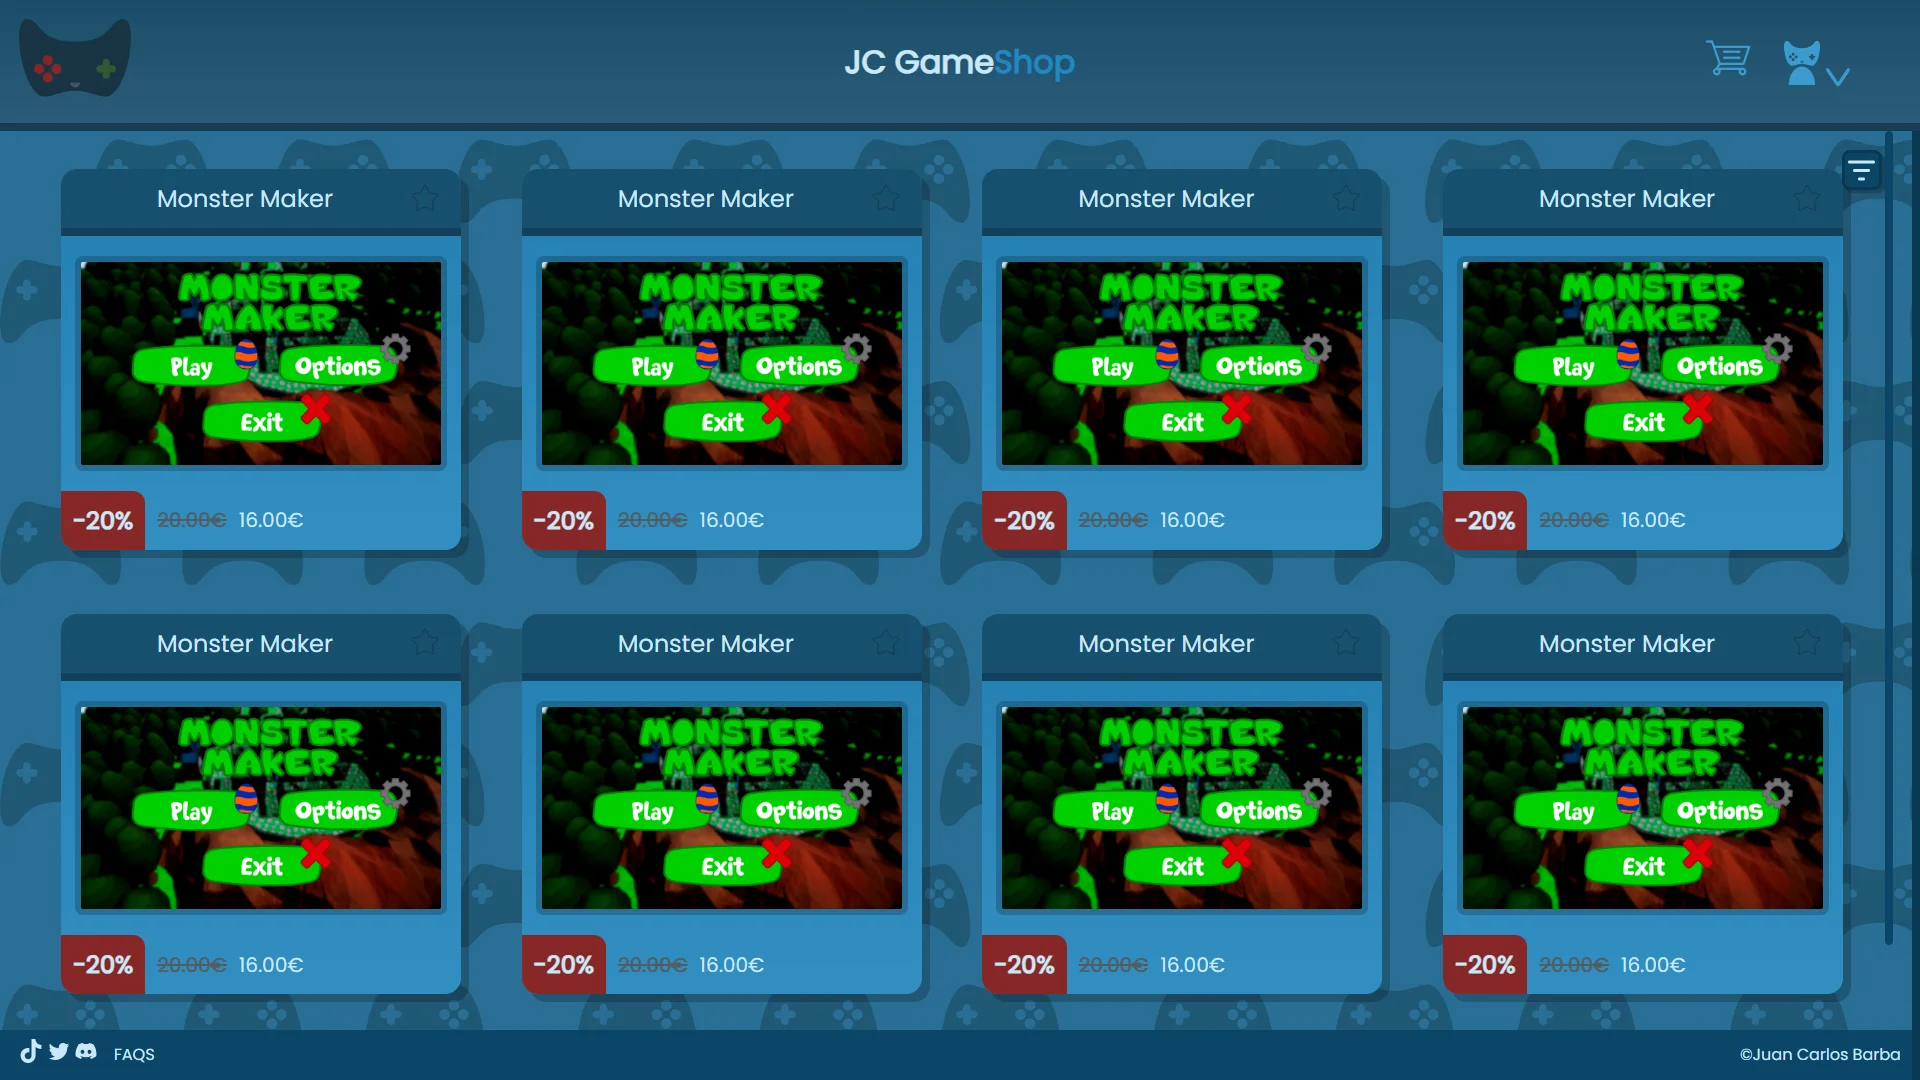 JC GameShop
Monster Maker
Monster Maker
Monster Maker
Monster Maker
MONSTER
MAKER
Play
Options
Exit
MONSTER
MAKER
Play
Options
Exit
MONSTER
MAKER
Play
Options
Exit
MONSTER
MAKER
Play
Options
Exit
-20% 20.00€ 16.00€
-20% 20.00€ 16.00€
-20% 20.00€ 16.00€
-20% 20.00€ 16.00€
Monster Maker
Monster Maker
Monster Maker
Monster Maker
MONSTER
MAKER
Play
Options
Exit
MONSTER
MAKER
Play
Options
Exit
MONSTER
MAKER
Play
Options
Exit
MONSTER
MAKER
Play
Options
Exit
-20% 20.00€ 16.00€
-20% 20.00€ 16.00€
-20% 20.00€ 16.00€
-20% 20.00€ 16.00€
FAQS
©Juan Carlos Barba